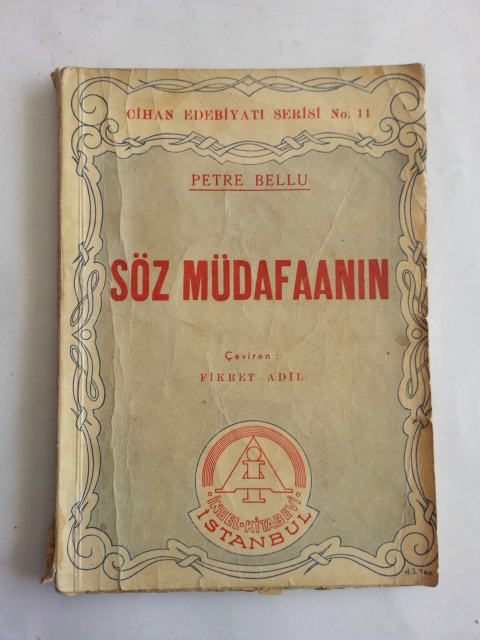 CİHAN EDEBİYATI SERİSİ No. 11
PETRE BELLU
SÖZ MÜDAFAANIN
Çeviren :
FİKRET ADİL
İNSEL·KİTABEVİ
İSTANBUL